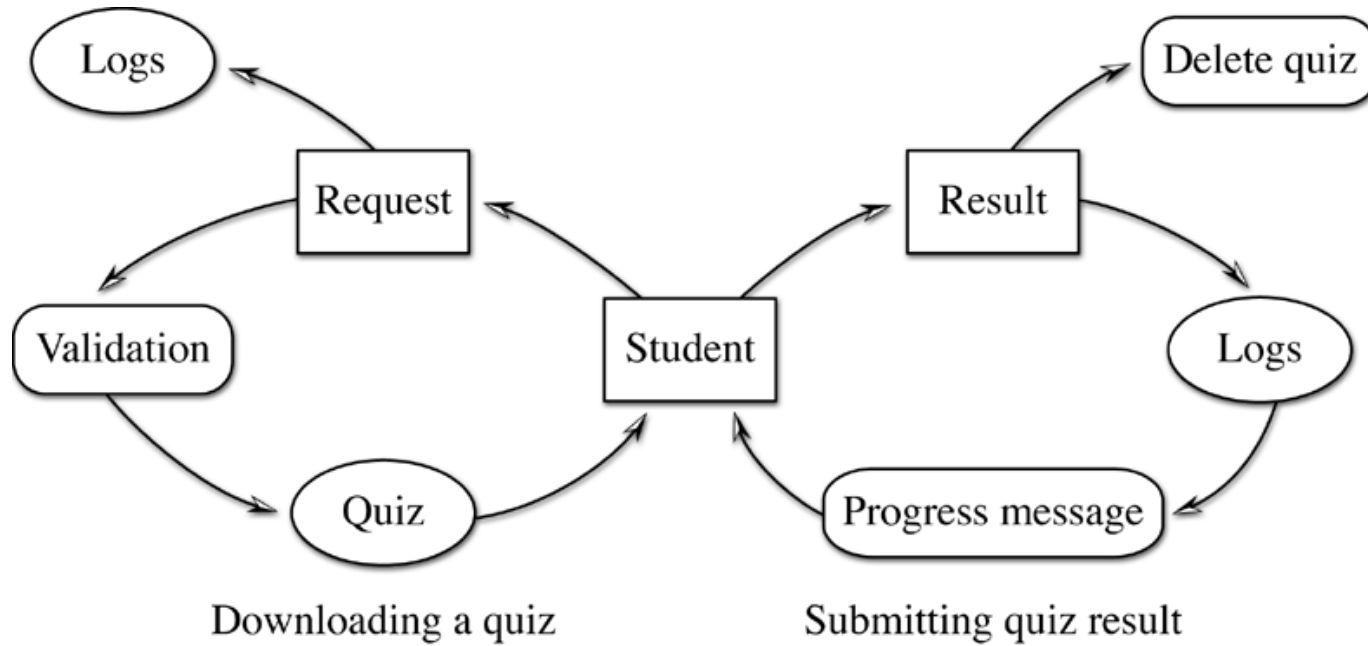 Logs
Delete quiz
Request
Result
Validation
Student
Logs
Quiz
Progress message
Downloading a quiz
Submitting quiz result